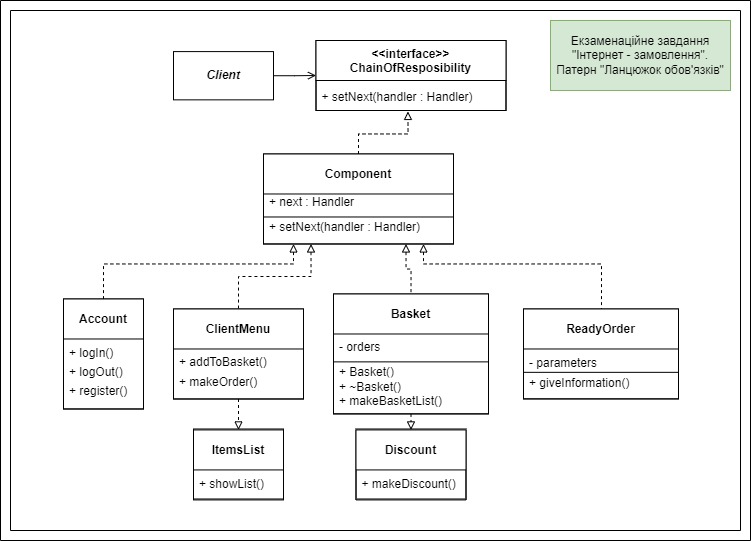 Екзаменаційне завдання
"Інтернет - замовлення".
Патерн "Ланцюжок обов'язків"
Client
<<interface>>
ChainOfResposibility
+ setNext(handler : Handler)
Component
+ next : Handler
+ setNext(handler : Handler)
Account
+ logIn()
+ logOut()
+ register()
ClientMenu
+ addToBasket()
+ makeOrder()
Basket
- orders
+ Basket()
+ ~Basket()
+ makeBasketList()
ReadyOrder
- parameters
+ giveInformation()
ItemsList
+ showList()
Discount
+ makeDiscount()